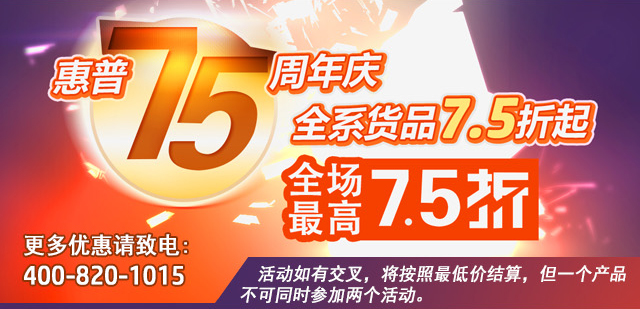 惠普75周年庆
全系货品7.5折起
全场
最高7.5折
更多优惠请致电：
400-820-1015
活动如有交叉，将按照最低价结算，但一个产品
不可同时参加两个活动。